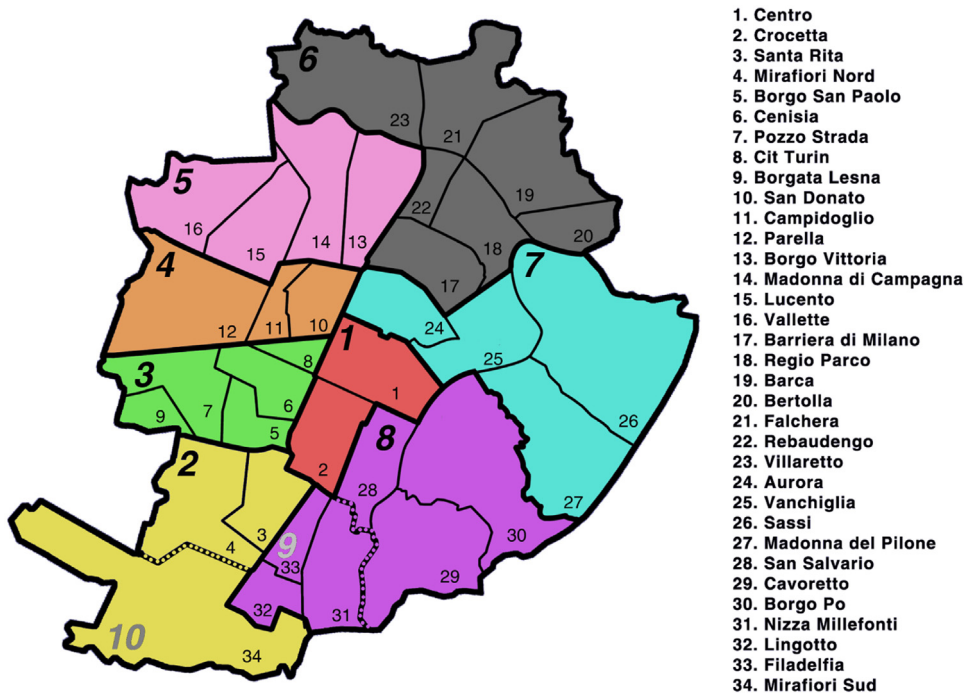 6
23
21
19
20
22
18
17
5
16
15
14
13
4
12
11
10
7
24
25
26
27
1
1
2
3
9
7
8
6
5
8
28
29
30
2
3
4
9
33
32
31
10
34
1. Centro
2. Crocetta
3. Santa Rita
4. Mirafiori Nord
5. Borgo San Paolo
6. Cenisia
7. Pozzo Strada
8. Cit Turin
9. Borgata Lesna
10. San Donato
11. Campidoglio
12. Parella
13. Borgo Vittoria
14. Madonna di Campagna
15. Lucento
16. Vallette
17. Barriera di Milano
18. Regio Parco
19. Barca
20. Bertolla
21. Falchera
22. Rebaudengo
23. Villaretto
24. Aurora
25. Vanchiglia
26. Sassi
27. Madonna del Pilone
28. San Salvario
29. Cavoretto
30. Borgo Po
31. Nizza Millefonti
32. Lingotto
33. Filadelfia
34. Mirafiori Sud